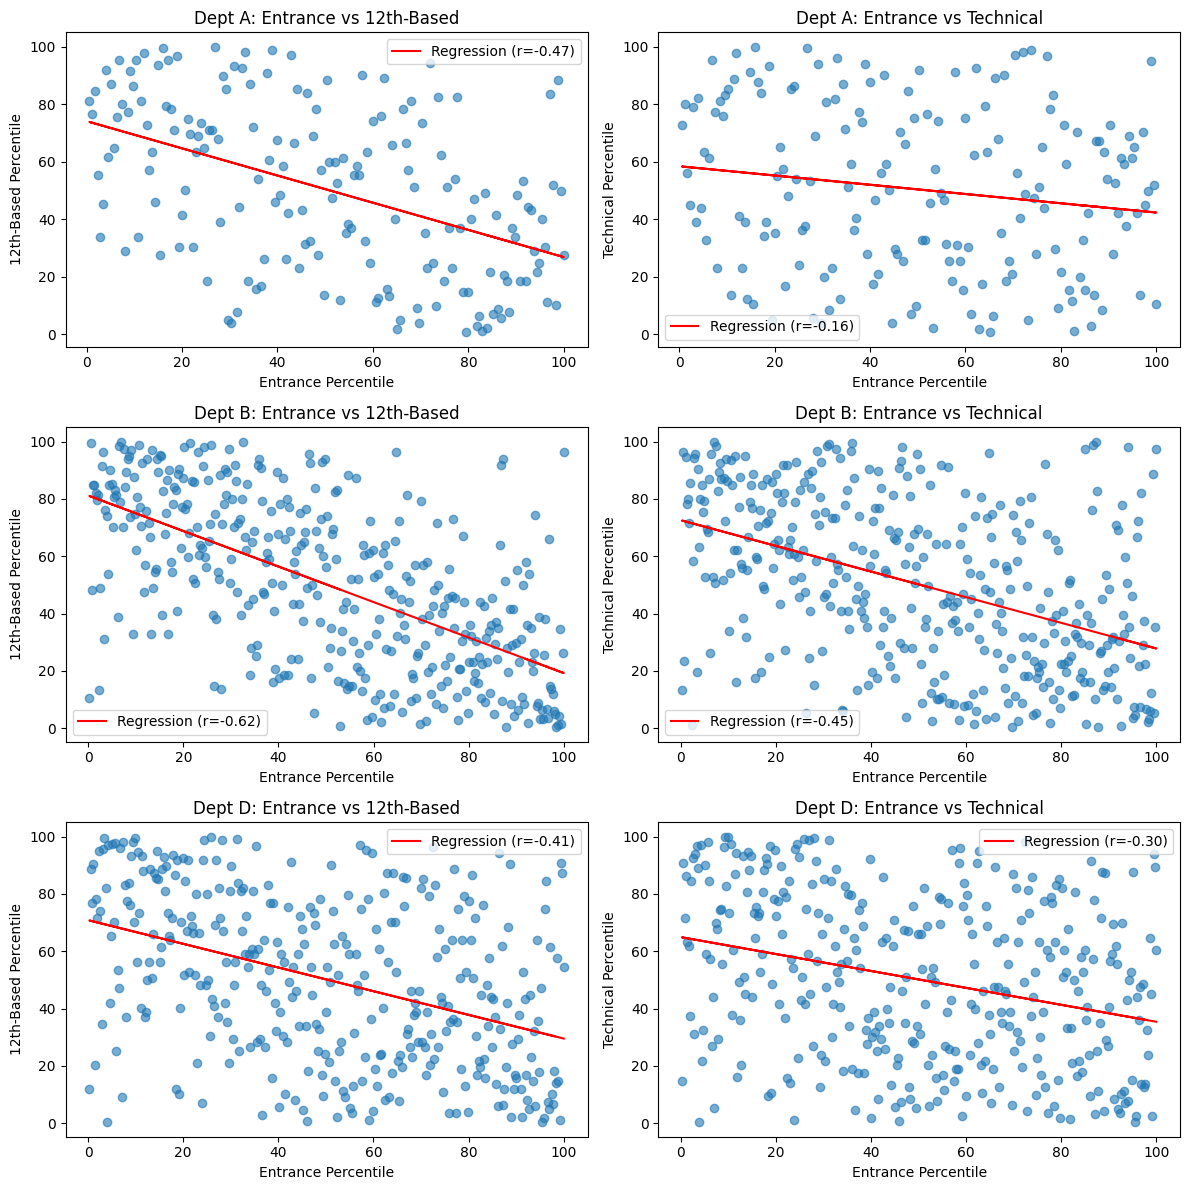 Dept A: Entrance vs 12th-Based
100
80
60
40
20
0
12th-Based Percentile
Regression (r=-0.47)
0 20 40 60 80 100
Entrance Percentile
Dept A: Entrance vs Technical
100
80
60
40
20
0
Technical Percentile
Regression (r=-0.16)
0 20 40 60 80 100
Entrance Percentile
Dept B: Entrance vs 12th-Based
100
80
60
40
20
0
12th-Based Percentile
Regression (r=-0.62)
0 20 40 60 80 100
Entrance Percentile
Dept B: Entrance vs Technical
100
80
60
40
20
0
Technical Percentile
Regression (r=-0.45)
0 20 40 60 80 100
Entrance Percentile
Dept D: Entrance vs 12th-Based
100
80
60
40
20
0
12th-Based Percentile
Regression (r=-0.41)
0 20 40 60 80 100
Entrance Percentile
Dept D: Entrance vs Technical
100
80
60
40
20
0
Technical Percentile
Regression (r=-0.30)
0 20 40 60 80 100
Entrance Percentile